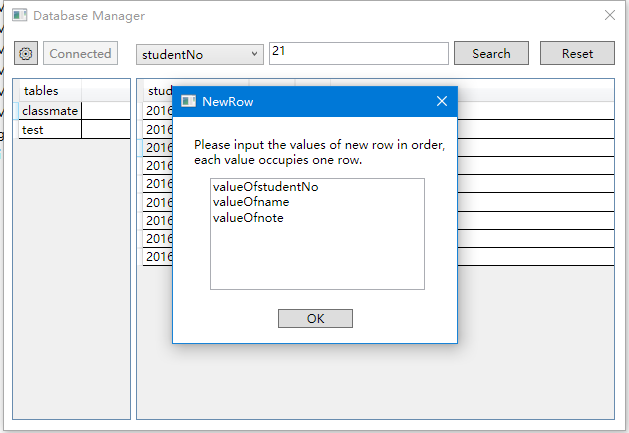 Database Manager
Connected
studentNo
21
Search
Reset
tables
classmate
test
2016
2016
2016
2016
2016
2016
2016
2016
2016
NewRow
Please input the values of new row in order,
each value occupies one row.
valueOfstudentNo
valueOfname
valueOfnote
OK